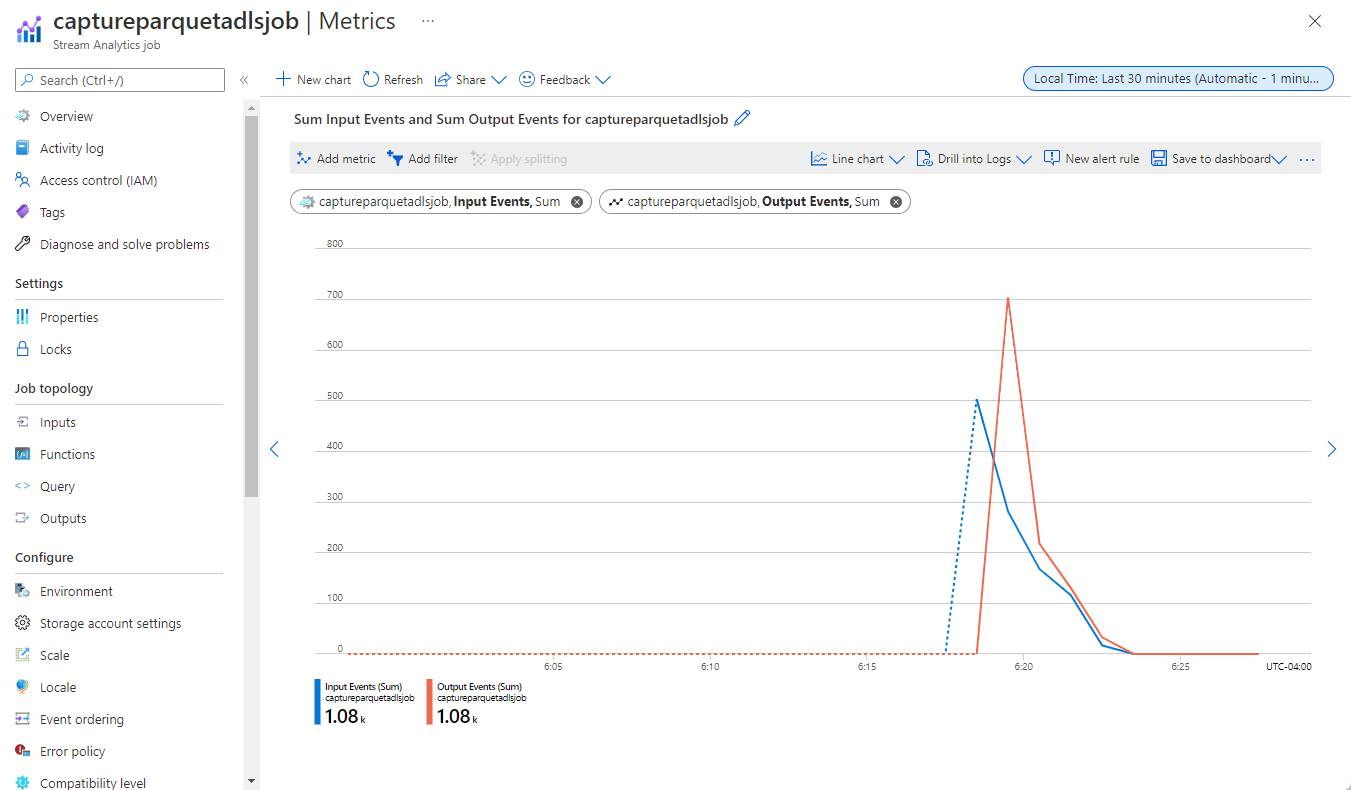 captureparquetadlsjob | Metrics ...
Stream Analytics job
Search (Ctrl+/)
«
New chart
Refresh
Share
Feedback
Local Time: Last 30 minutes (Automatic - 1 minu...
Overview
Activity log
Access control (IAM)
Tags
Diagnose and solve problems
Settings
Properties
Locks
Job topology
Inputs
Functions
Query
Outputs
Configure
Environment
Storage account settings
Scale
Locale
Event ordering
Error policy
Compatibility level
Sum Input Events and Sum Output Events for captureparquetadlsjob
Add metric
Add filter
Apply splitting
Line chart
Drill into Logs
New alert rule
Save to dashboard
...
captureparquetadlsjob, Input Events, Sum
captureparquetadlsjob, Output Events, Sum
800
700
600
500
400
300
200
100
0
6:05
6:10
6:15
6:20
6:25
UTC-04:00
Input Events (Sum)
captureparquetadlsjob
1.08 k
Output Events (Sum)
captureparquetadlsjob
1.08 k